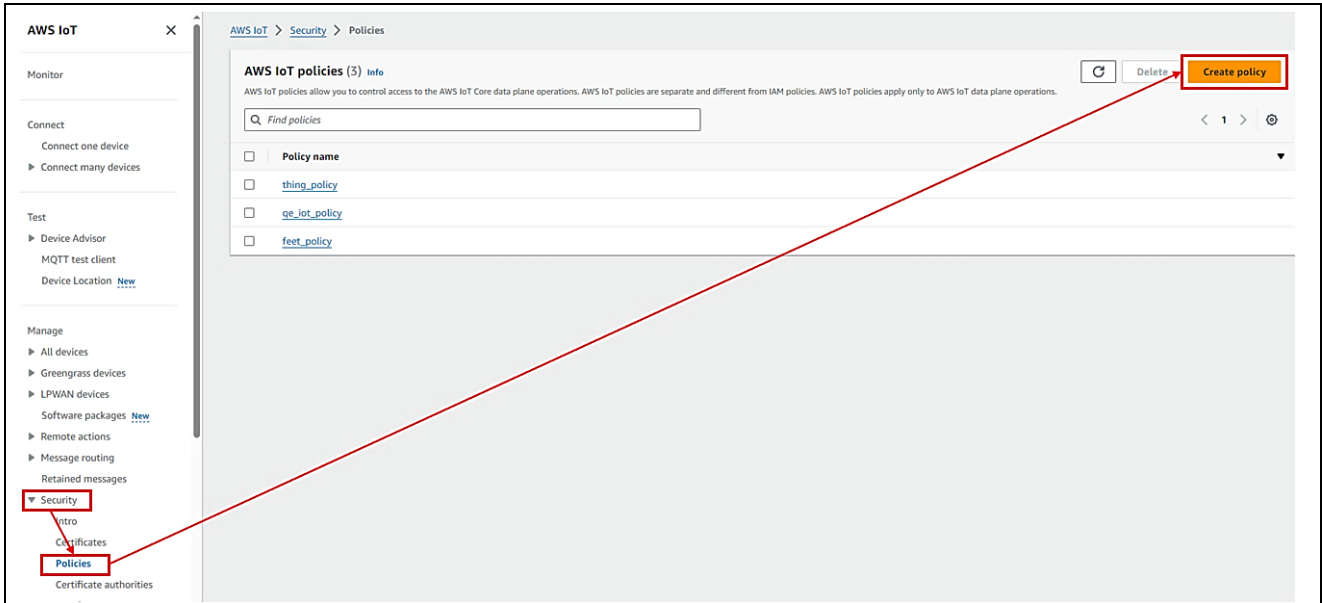 AWS IoT
Monitor
Connect
Connect one device
Connect many devices
Test
Device Advisor
MQTT test client
Device Location New
Manage
All devices
Greengrass devices
LPWAN devices
Software packages New
Remote actions
Message routing
Retained messages
Security
Intro
Certificates
Policies
Certificate authorities
AWS IoT > Security > Policies
AWS IoT policies (3) Info
Delete
Create policy
AWS IoT policies allow you to control access to the AWS IoT Core data plane operations. AWS IoT policies are separate and different from IAM policies. AWS IoT policies apply only to AWS IoT data plane operations.
Find policies
1
Policy name
thing_policy
qe_iot_policy
feet_policy